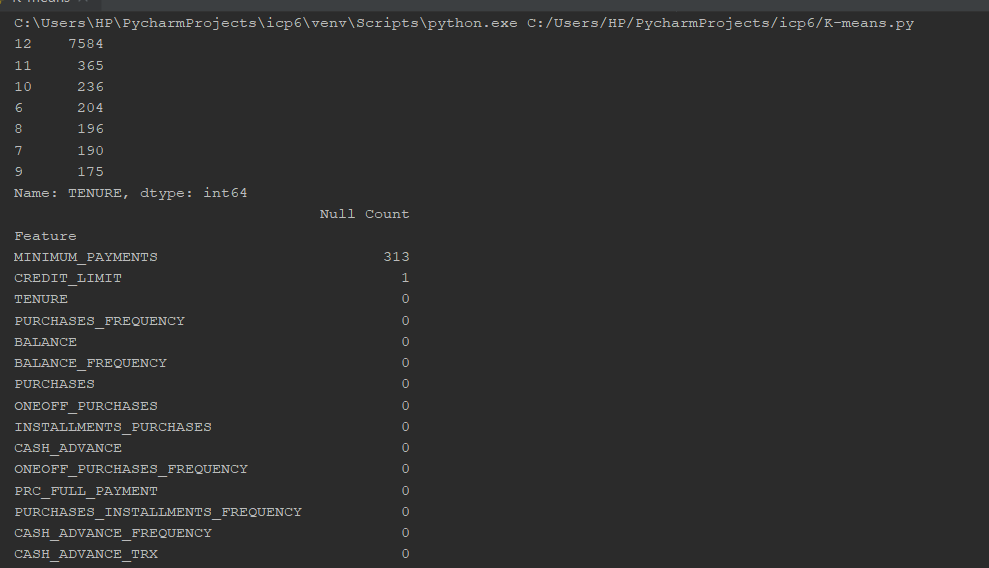 K-means
C:\Users\HP\PycharmProjects\icp6\venv\Scripts\python.exe C:/Users/HP/PycharmProjects/icp6/K-means.py
12 7584
11 365
10 236
6 204
8 196
7 190
9 175
Name: TENURE, dtype: int64
Null Count
Feature
MINIMUM_PAYMENTS 313
CREDIT_LIMIT 1
TENURE 0
PURCHASES_FREQUENCY 0
BALANCE 0
BALANCE_FREQUENCY 0
PURCHASES 0
ONEOFF_PURCHASES 0
INSTALLMENTS_PURCHASES 0
CASH_ADVANCE 0
ONEOFF_PURCHASES_FREQUENCY 0
PRC_FULL_PAYMENT 0
PURCHASES_INSTALLMENTS_FREQUENCY 0
CASH_ADVANCE_FREQUENCY 0
CASH_ADVANCE_TRX 0